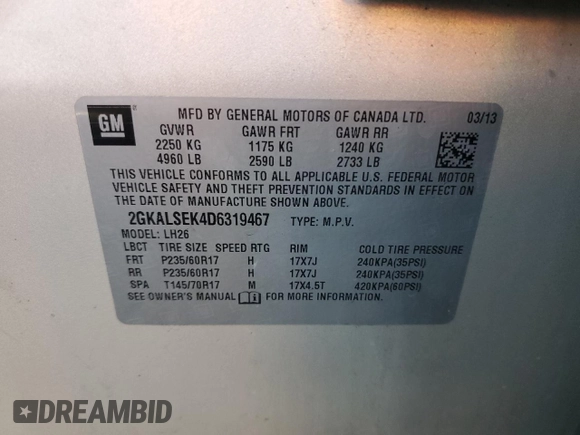 GM
MFD BY GENERAL MOTORS OF CANADA LTD. 03/13
GVWR GAWR FRT GAWR RR
2250 KG 1175 KG 1240 KG
4960 LB 2590 LB 2733 LB
THIS VEHICLE CONFORMS TO ALL APPLICABLE U.S. FEDERAL MOTOR
VEHICLE SAFETY AND THEFT PREVENTION STANDARDS IN EFFECT ON
THE DATE OF MANUFACTURE SHOWN ABOVE.
2GKALSEK4D6319467 TYPE: M.P.V.
MODEL: LH26
LBCT TIRE SIZE SPEED RTG RIM COLD TIRE PRESSURE
FRT P235/60R17 H 17X7J 240KPA(35PSI)
RR P235/60R17 H 17X7J 240KPA(35PSI)
SPA T145/70R17 M 17X4.5T 420KPA(60PSI)
SEE OWNER'S MANUAL FOR MORE INFORMATION
DREAMBID